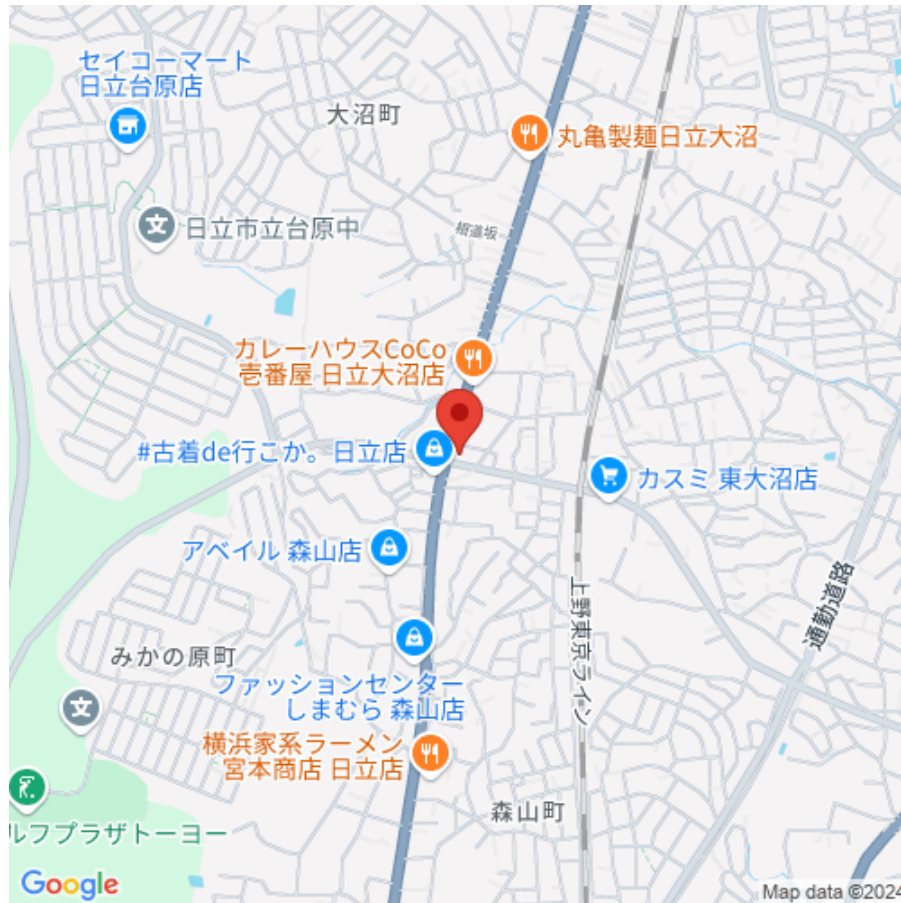 セイコーマート
日立台原店
大沼町
丸亀製麺日立大沼
日立市立台原中
根道坂
カレーハウスCoCo
壱番屋 日立大沼店
#古着de行こか。日立店
カスミ 東大沼店
アベイル 森山店
上野東京ライン
通勤道路
みかの原町
ファッションセンター
しまむら 森山店
横浜家系ラーメン
宮本商店 日立店
森山町
ルフプラザトーヨー
Google
Map data ©2024